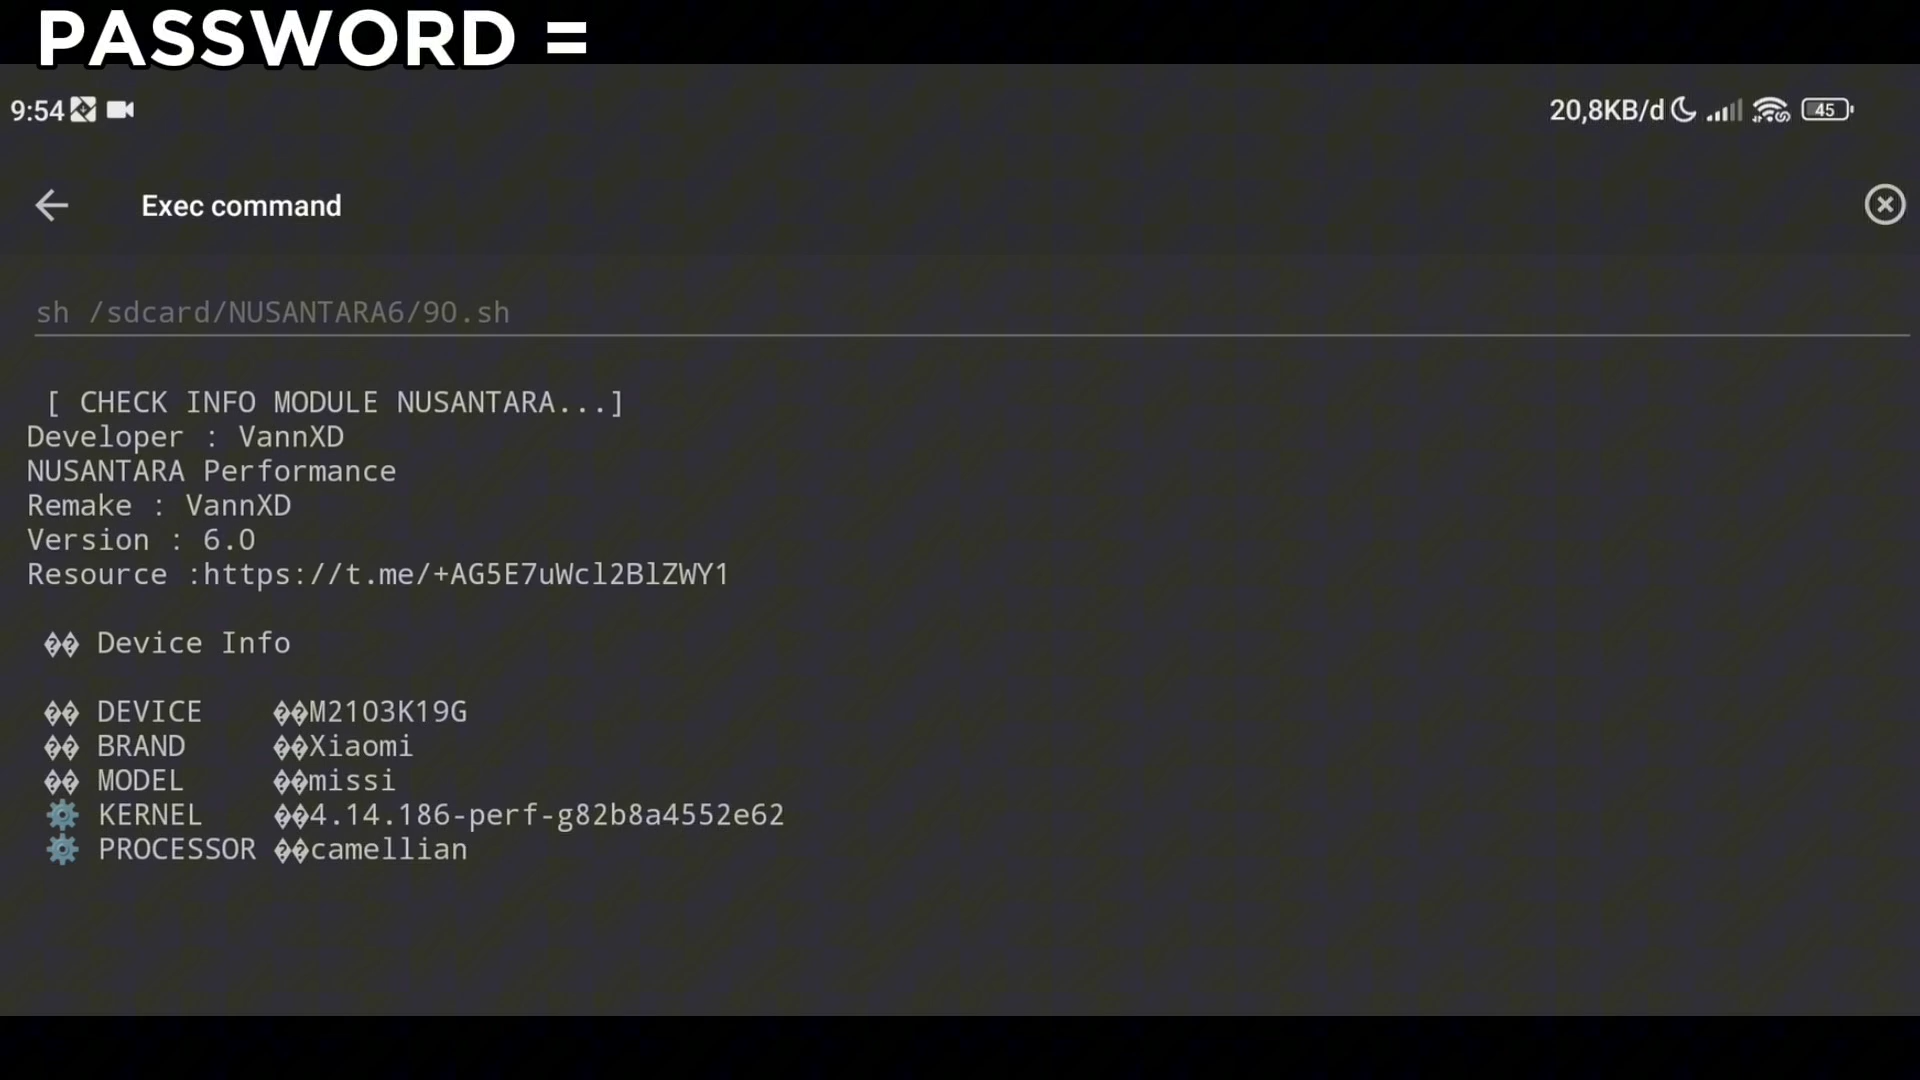 PASSWORD =
9:54
20,8KB/d
45
Exec command
sh /sdcard/NUSANTARA6/90.sh
[ CHECK INFO MODULE NUSANTARA...]
Developer : VannXD
NUSANTARA Performance
Remake : VannXD
Version : 6.0
Resource :https://t.me/+AG5E7uWcl2BlZWY1
�� Device Info
�� DEVICE ��M2103K19G
�� BRAND ��Xiaomi
�� MODEL ��missi
⚙️ KERNEL ��4.14.186-perf-g82b8a4552e62
⚙️ PROCESSOR ��camellian